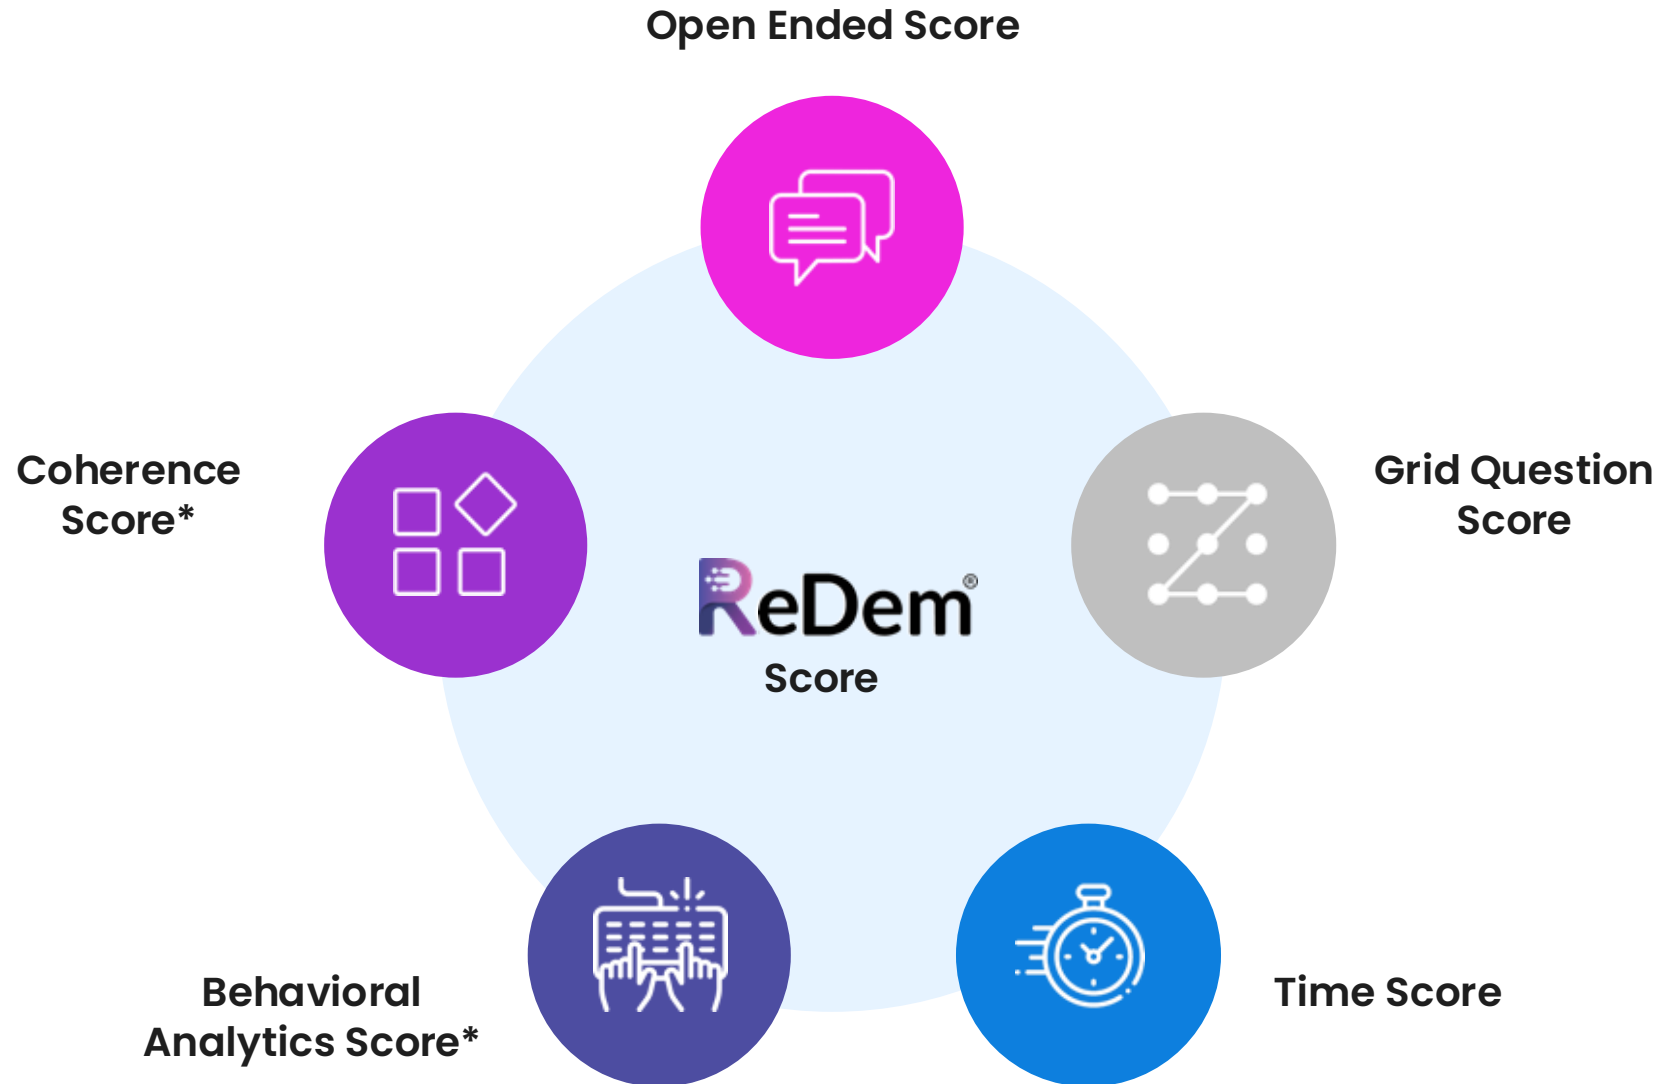 Open Ended Score
Coherence
Score*
Grid Question
Score
ReDem®
Score
Behavioral
Analytics Score*
Time Score